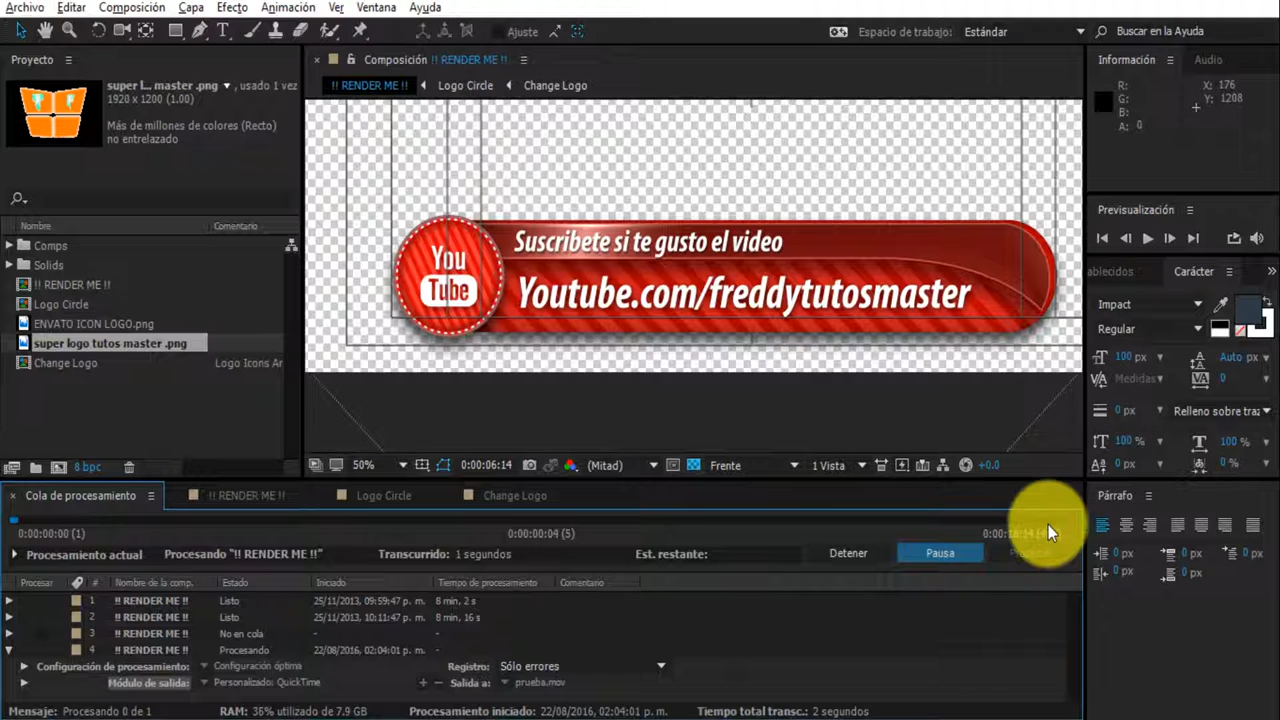 Archivo Editar Composición Capa Efecto Animación Ver Ventana Ayuda
Ajuste Espacio de trabajo: Estándar Buscar en la Ayuda
Proyecto
Composición !! RENDER ME !!
Información Audio
super l... master .png , usado 1 vez
1920 x 1200 (1.00)
Más de millones de colores (Recto)
no entrelazado
!! RENDER ME !! Logo Circle Change Logo
R: X: 176
G: Y: 1208
B:
A: 0
Nombre Comentario
Comps
Solids
!! RENDER ME !!
Logo Circle
ENVATO ICON LOGO.png
super logo tutos master .png
Change Logo Logo Icons Ar
8 bpc
You
Tube
Suscribete si te gusto el video
Youtube.com/freddytutosmaster
50% 0:00:06:14 (Mitad) Frente 1 Vista +0.0
Previsualización
ablecidos Carácter
Impact
Regular
100 px Auto px
Medidas 0
0 px Relleno sobre traz
100 % 100 %
0 px 0 %
Cola de procesamiento !! RENDER ME !! Logo Circle Change Logo
Párrafo
0:00:00:00 (1) 0:00:00:04 (5)
Procesamiento actual Procesando "!! RENDER ME !!" Transcurrido: 1 segundos Est. restante: Detener Pausa
0 px 0 px 0 px
0 px 0 px
Procesar # Nombre de la comp. Estado Iniciado Tiempo de procesamiento Comentario
1 !! RENDER ME !! Listo 25/11/2013, 09:59:47 p. m. 8 min, 2 s
2 !! RENDER ME !! Listo 25/11/2013, 10:11:47 p. m. 8 min, 16 s
3 !! RENDER ME !! No en cola - -
4 !! RENDER ME !! Procesando 22/08/2016, 02:04:01 p. m. -
Configuración de procesamiento: Configuración óptima Registro: Sólo errores
Módulo de salida: Personalizado: QuickTime + − Salida a: prueba.mov
Mensaje: Procesando 0 de 1 RAM: 36% utilizado de 7.9 GB Procesamiento iniciado: 22/08/2016, 02:04:01 p. m. Tiempo total transc.: 2 segundos